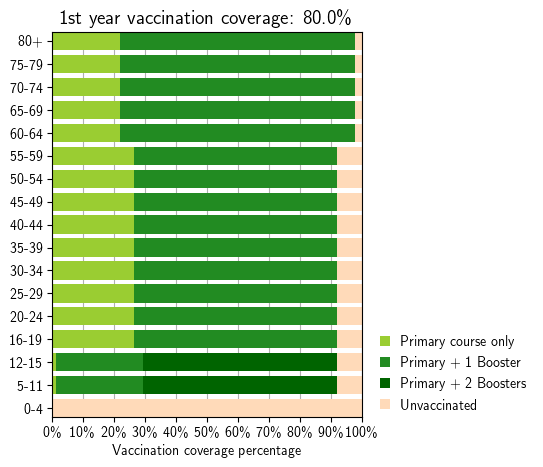 1st year vaccination coverage: 80.0%
80+
75-79
70-74
65-69
60-64
55-59
50-54
45-49
40-44
35-39
30-34
25-29
20-24
16-19
12-15
5-11
0-4
0% 10% 20% 30% 40% 50% 60% 70% 80% 90% 100%
Vaccination coverage percentage
Primary course only
Primary + 1 Booster
Primary + 2 Boosters
Unvaccinated